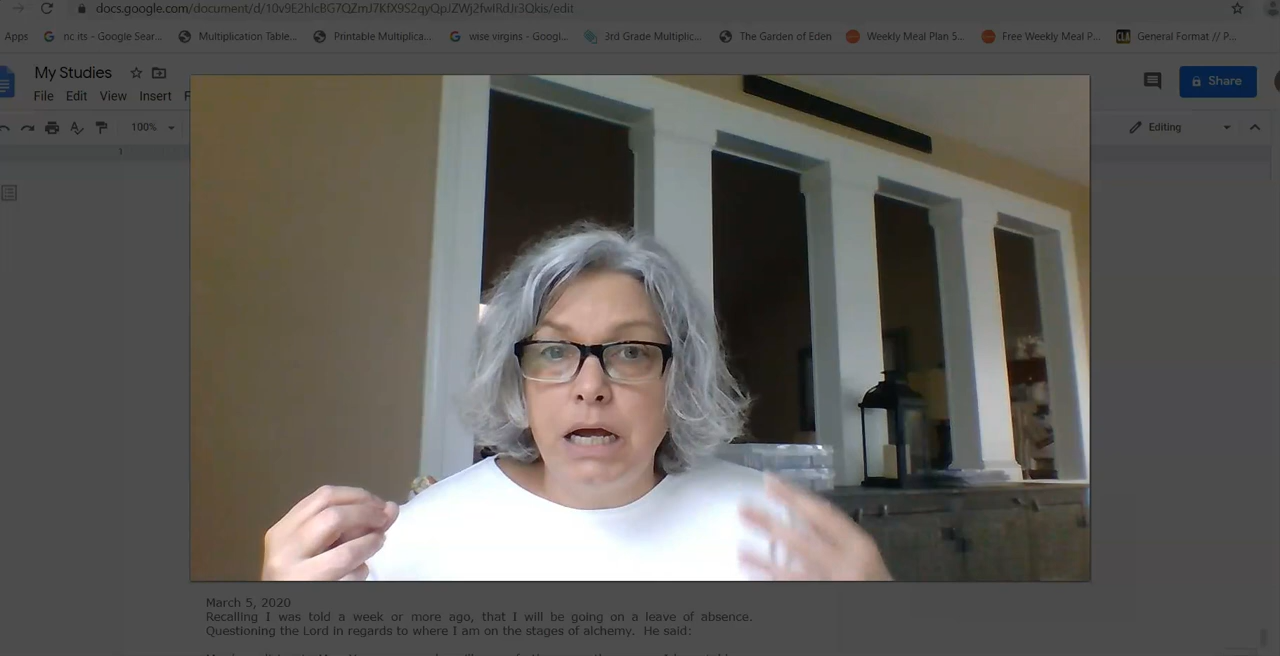 docs.google.com/document/d/10v9E2hlcBG7QZmJ7KfX9S2qyQpJZWj2fwIRdJr3Qkis/edit
Apps nc its - Google Sear... Multiplication Table... Printable Multiplica... wise virgins - Googl... 3rd Grade Multiplic... The Garden of Eden Weekly Meal Plan 5... Free Weekly Meal P... CLA General Format // P...
My Studies
Share
File Edit View Insert F
100% Editing
1
March 5, 2020
Recalling I was told a week or more ago, that I will be going on a leave of absence.
Questioning the Lord in regards to where I am on the stages of alchemy. He said: